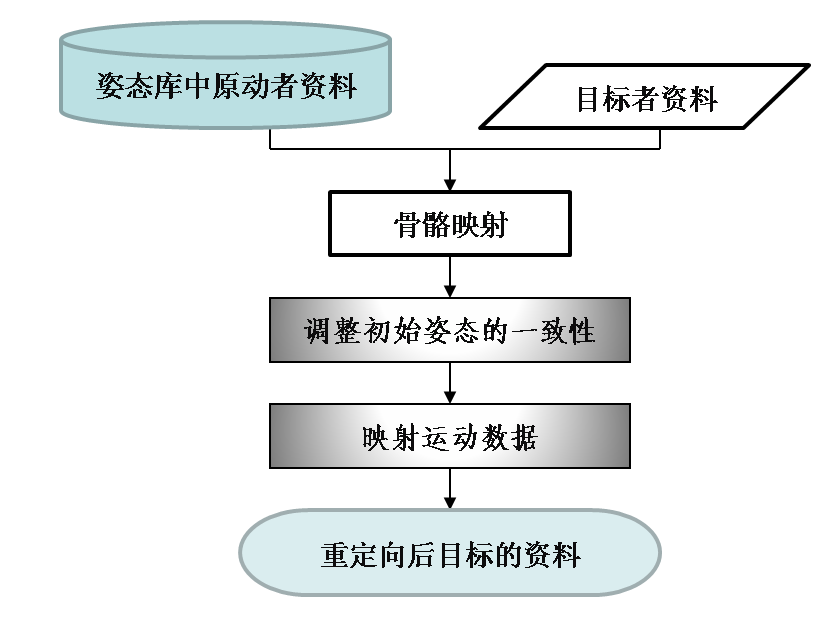 姿态库中原动者资料
目标者资料
骨骼映射
调整初始姿态的一致性
映射运动数据
重定向后目标的资料